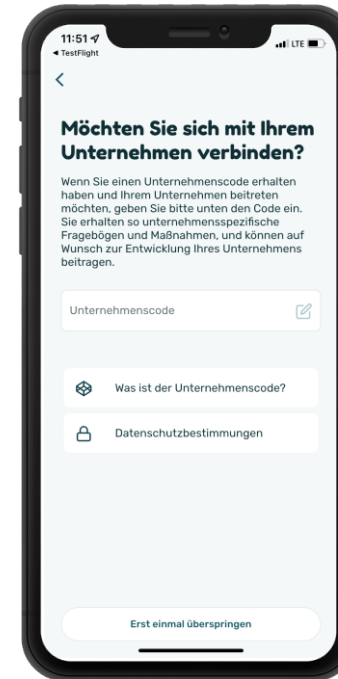 11:51
LTE
◀ TestFlight
Möchten Sie sich mit Ihrem
Unternehmen verbinden?
Wenn Sie einen Unternehmenscode erhalten
haben und Ihrem Unternehmen beitreten
möchten, geben Sie bitte unten den Code ein.
Sie erhalten so unternehmensspezifische
Fragebögen und Maßnahmen, und können auf
Wunsch zur Entwicklung Ihres Unternehmens
beitragen.
Unternehmenscode
Was ist der Unternehmenscode?
Datenschutzbestimmungen
Erst einmal überspringen